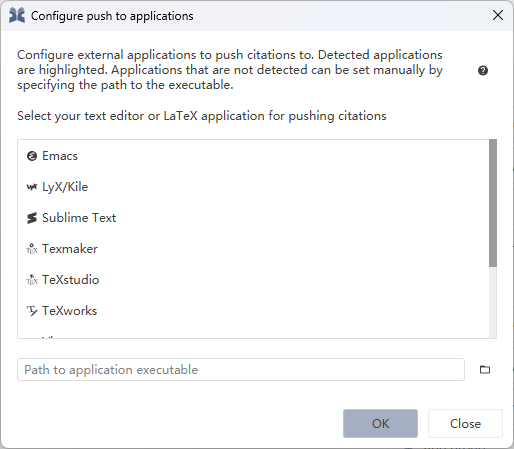 Configure push to applications
Configure external applications to push citations to. Detected applications
are highlighted. Applications that are not detected can be set manually by
specifying the path to the executable.
Select your text editor or LaTeX application for pushing citations
Emacs
LyX/Kile
Sublime Text
Texmaker
TeXstudio
TeXworks
Path to application executable
OK
Close